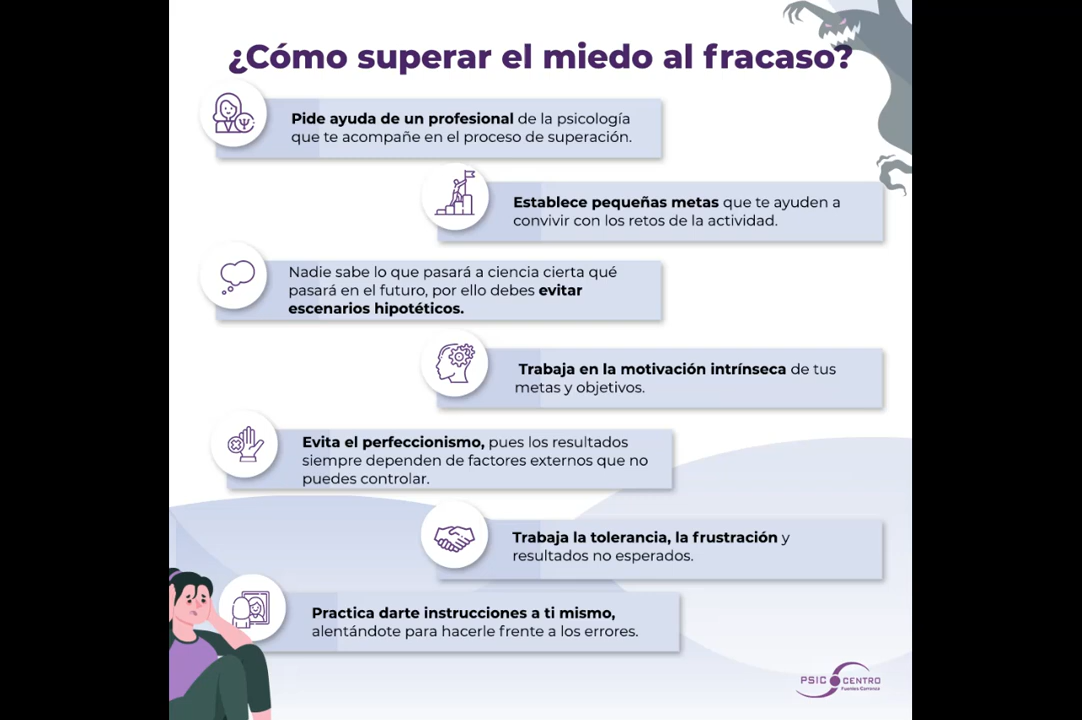 ¿Cómo superar el miedo al fracaso?
Pide ayuda de un profesional de la psicología
que te acompañe en el proceso de superación.
Establece pequeñas metas que te ayuden a
convivir con los retos de la actividad.
Nadie sabe lo que pasará a ciencia cierta qué
pasará en el futuro, por ello debes evitar
escenarios hipotéticos.
Trabaja en la motivación intrínseca de tus
metas y objetivos.
Evita el perfeccionismo, pues los resultados
siempre dependen de factores externos que no
puedes controlar.
Trabaja la tolerancia, la frustración y
resultados no esperados.
Practica darte instrucciones a ti mismo,
alentándote para hacerle frente a los errores.
PSIC CENTRO
Fuentes Carranza